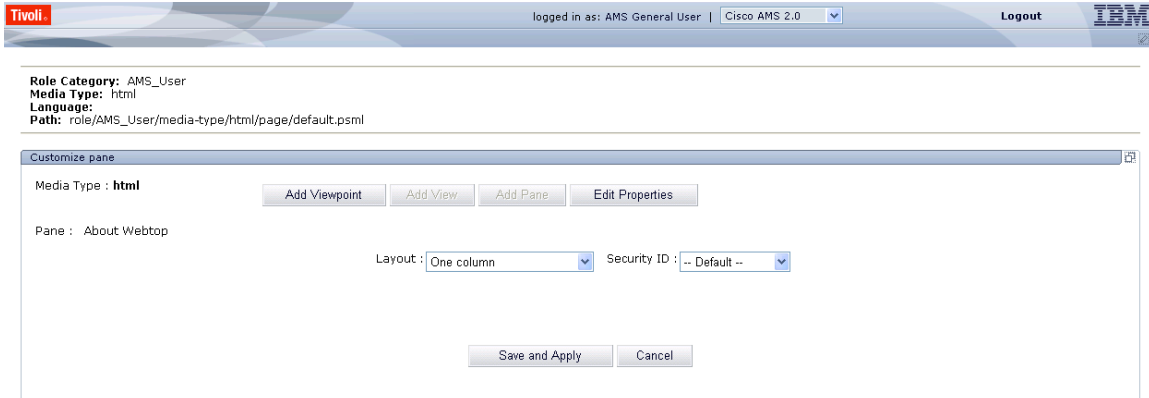 Tivoli.
logged in as: AMS General User | Cisco AMS 2.0
Logout
IBM
Role Category: AMS_User
Media Type: html
Language:
Path: role/AMS_User/media-type/html/page/default.psml
Customize pane
Media Type : html
Add Viewpoint Add View Add Pane Edit Properties
Pane : About Webtop
Layout : One column Security ID : -- Default --
Save and Apply Cancel